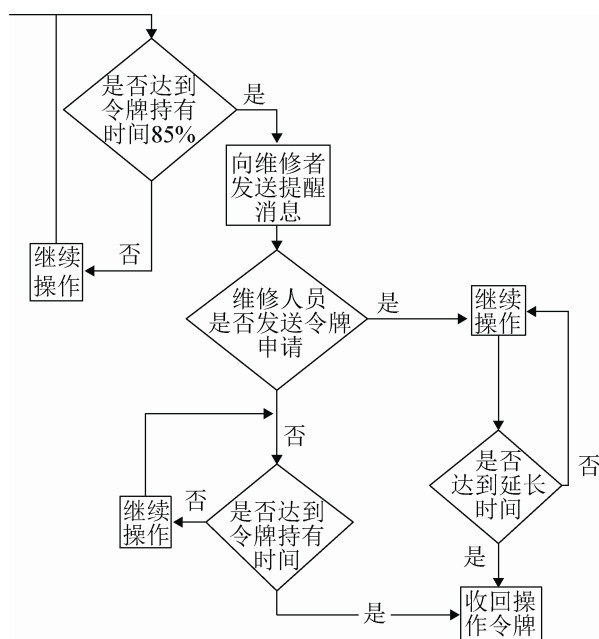 是否达到
令牌持有
时间85%
是
向维修者
发送提醒
消息
否
继续
操作
维修人员
是否发送令牌
申请
是
继续
操作
否
是否
达到延长
时间
否
继续
操作
否
是否达到
令牌持有
时间
是
是
收回操
作令牌